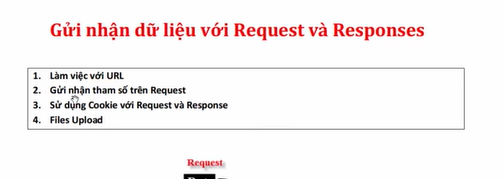 Gửi nhận dữ liệu với Request và Responses
1. Làm việc với URL
2. Gửi nhận tham số trên Request
3. Sử dụng Cookie với Request và Response
4. Files Upload
Request